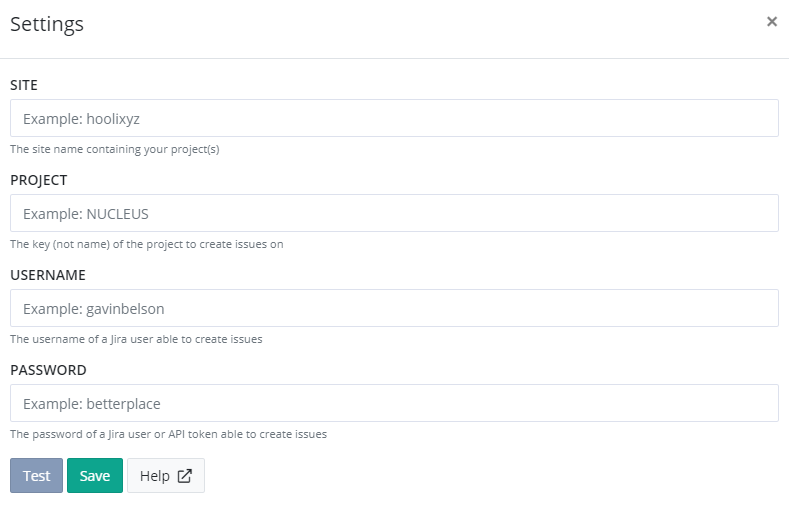 Settings
×
SITE
Example: hoolixyz
The site name containing your project(s)
PROJECT
Example: NUCLEUS
The key (not name) of the project to create issues on
USERNAME
Example: gavinbelson
The username of a Jira user able to create issues
PASSWORD
Example: betterplace
The password of a Jira user or API token able to create issues
Test Save Help